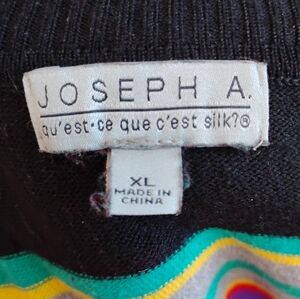 JOSEPH A.
qu'est-ce que c'est silk?®
XL
MADE IN
CHINA